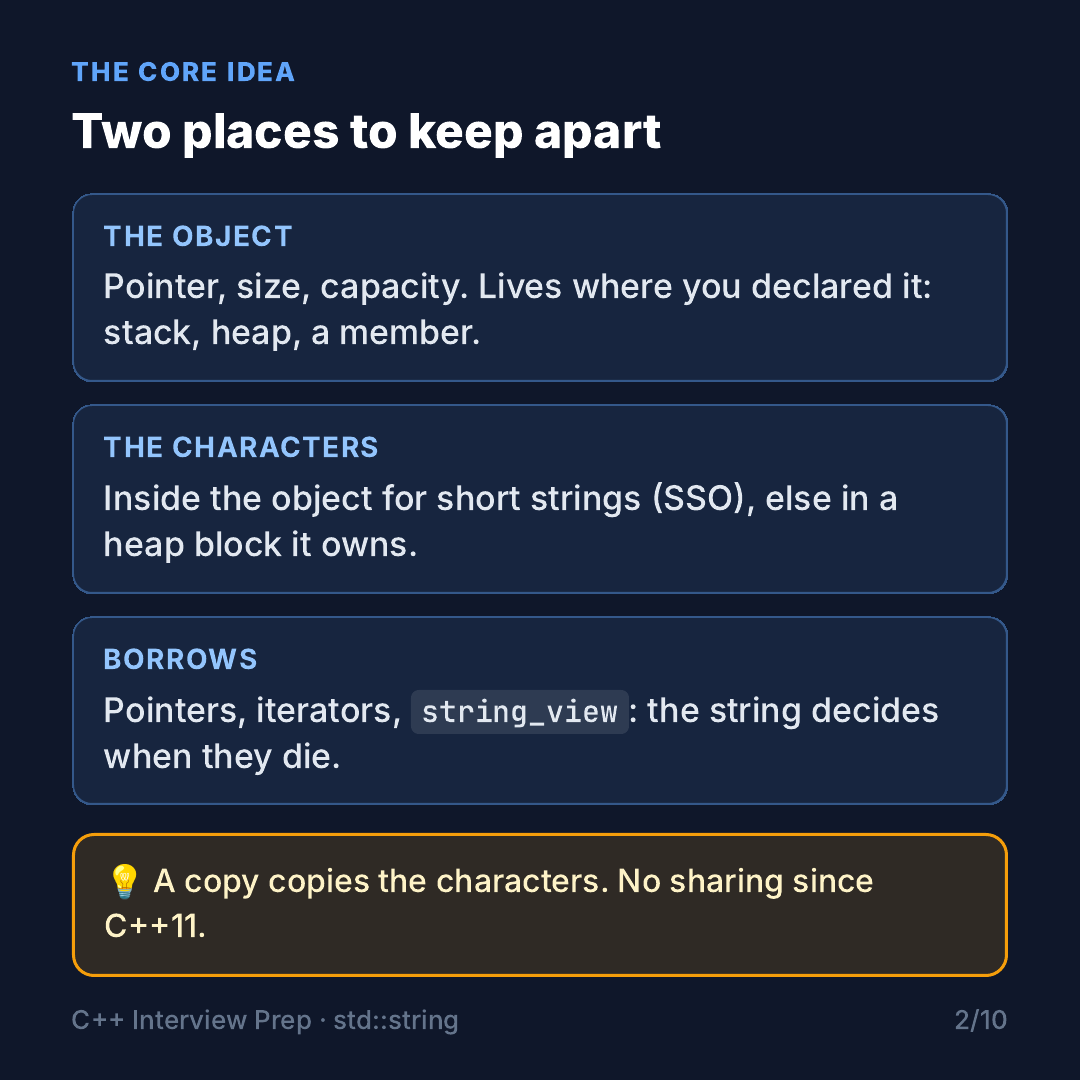 THE CORE IDEA
Two places to keep apart
THE OBJECT
Pointer, size, capacity. Lives where you declared it:
stack, heap, a member.
THE CHARACTERS
Inside the object for short strings (SSO), else in a
heap block it owns.
BORROWS
Pointers, iterators, string_view: the string decides
when they die.
💡 A copy copies the characters. No sharing since
C++11.
C++ Interview Prep · std::string
2/10